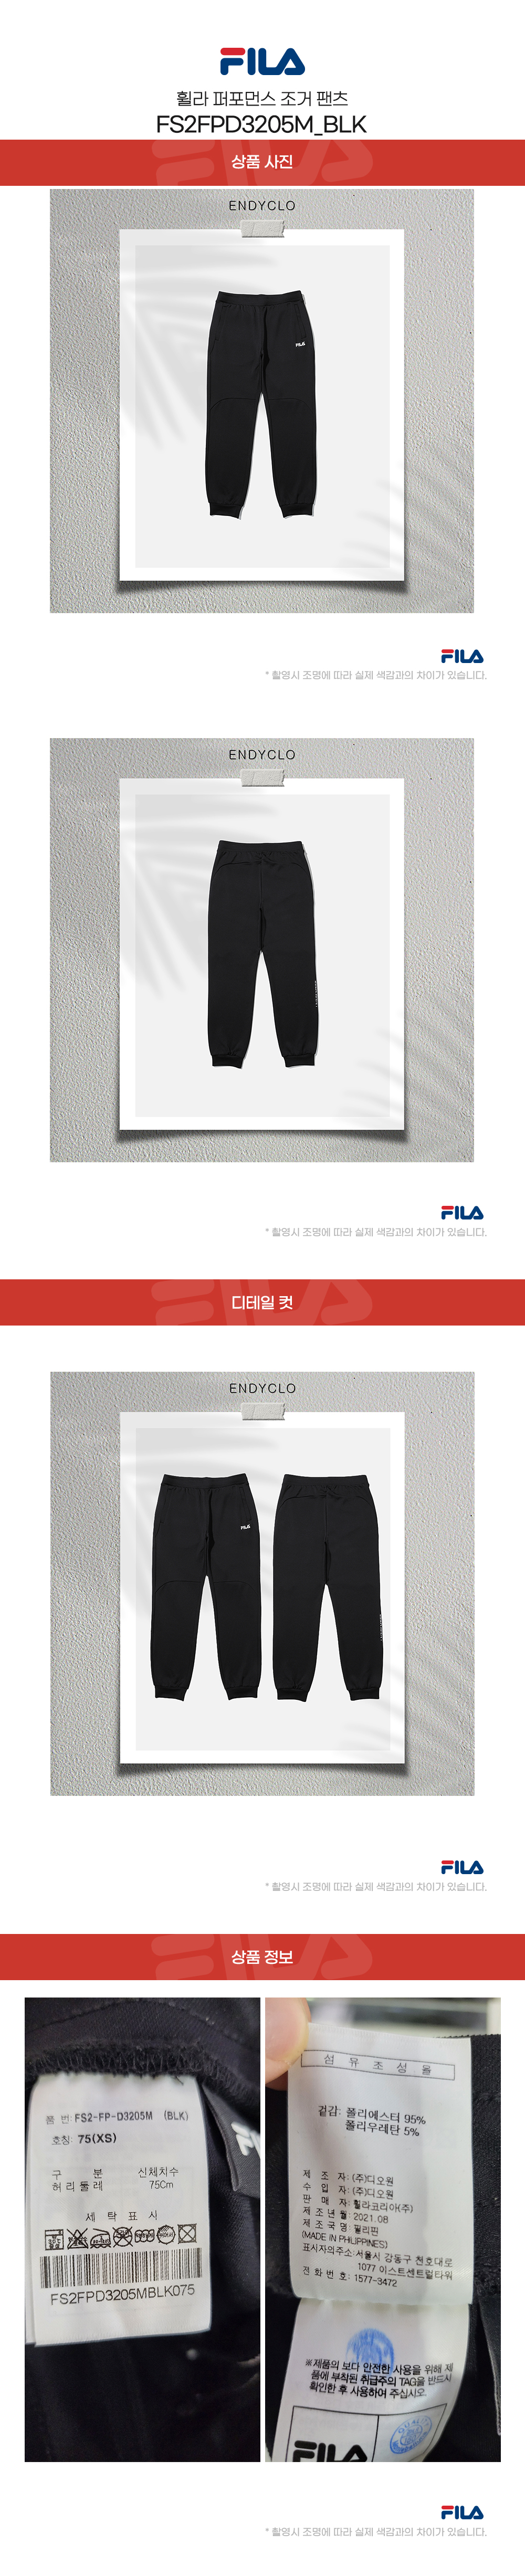 FILA
휠라 퍼포먼스 조거 팬츠
FS2FPD3205M_BLK
상품 사진
ENDYCLO
FILA
FILA
* 촬영시 조명에 따라 실제 색감과의 차이가 있습니다.
ENDYCLO
FILA
* 촬영시 조명에 따라 실제 색감과의 차이가 있습니다.
디테일 컷
ENDYCLO
FILA
FILA
* 촬영시 조명에 따라 실제 색감과의 차이가 있습니다.
상품 정보
품 번: FS2-FP-D3205M (BLK)
호칭: 75(XS)
구 분 신체치수
허리둘레 75Cm
세 탁 표 시
FS2FPD3205MBLK075
섬 유 조 성 율
겉감: 폴리에스터 95%
폴리우레탄 5%
제 조 자: (주)디오원
수 입 자: (주)디오원
판 매 자: 휠라코리아(주)
제 조 년 월 2021.08
제 조 국 명 필리핀
(MADE IN PHILIPPINES)
표시자의주소: 서울시 강동구 천호대로
1077 이스트센트럴타워
전 화 번 호: 1577-3472
※제품의 보다 안전한 사용을 위해 제
품에 부착된 취급주의 TAG을 반드시
확인한 후 사용하여 주십시오.
FILA
FILA
* 촬영시 조명에 따라 실제 색감과의 차이가 있습니다.